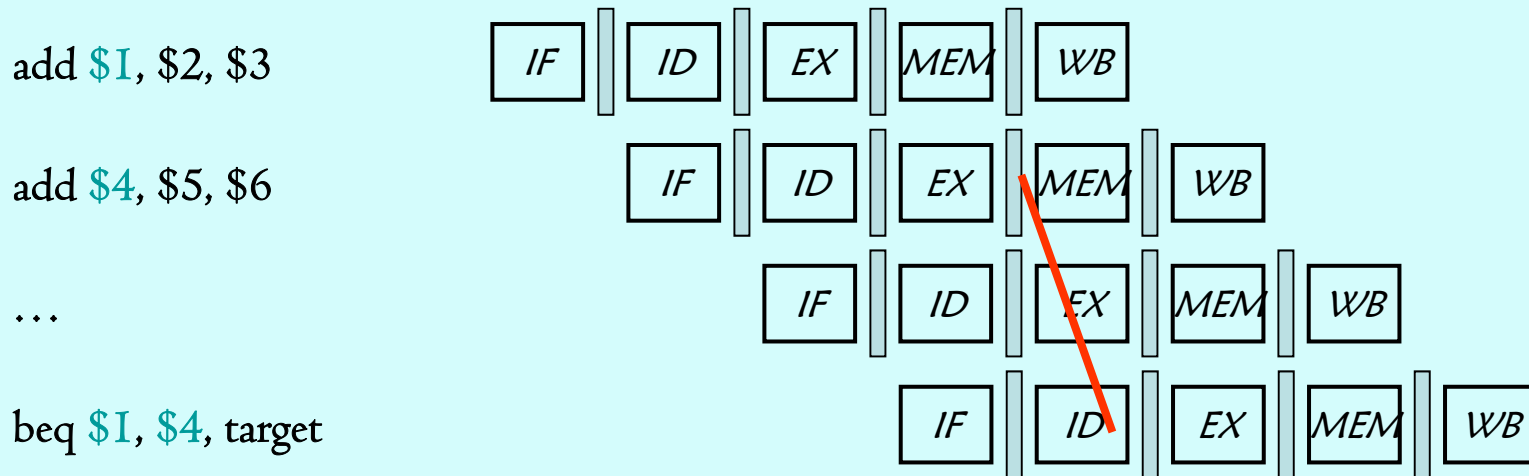 add $1, $2, $3 IF ID EX MEM WB
add $4, $5, $6 IF ID EX MEM WB
... IF ID EX MEM WB
beq $1, $4, target IF ID EX MEM WB